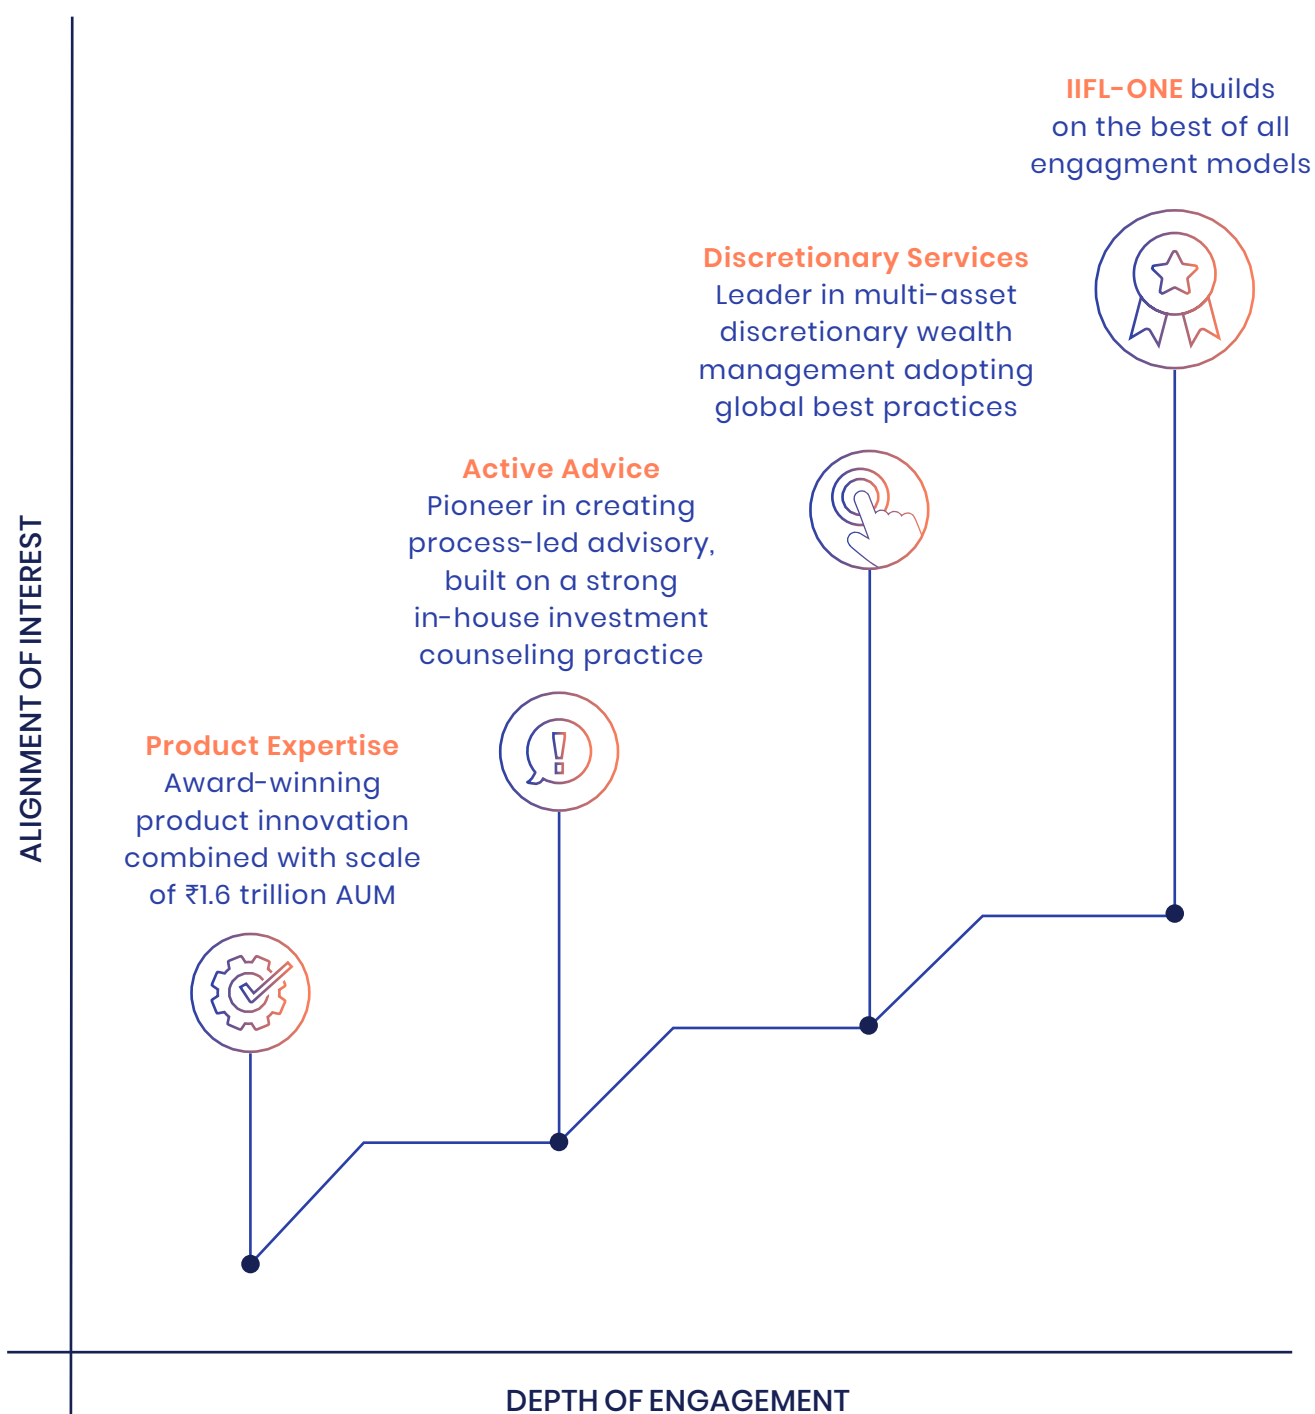 IIFL-ONE builds
on the best of all
engagment models
Discretionary Services
Leader in multi-asset
discretionary wealth
management adopting
global best practices
Active Advice
Pioneer in creating
process-led advisory,
built on a strong
in-house investment
counseling practice
Product Expertise
Award-winning
product innovation
combined with scale
of ₹1.6 trillion AUM
ALIGNMENT OF INTEREST
DEPTH OF ENGAGEMENT